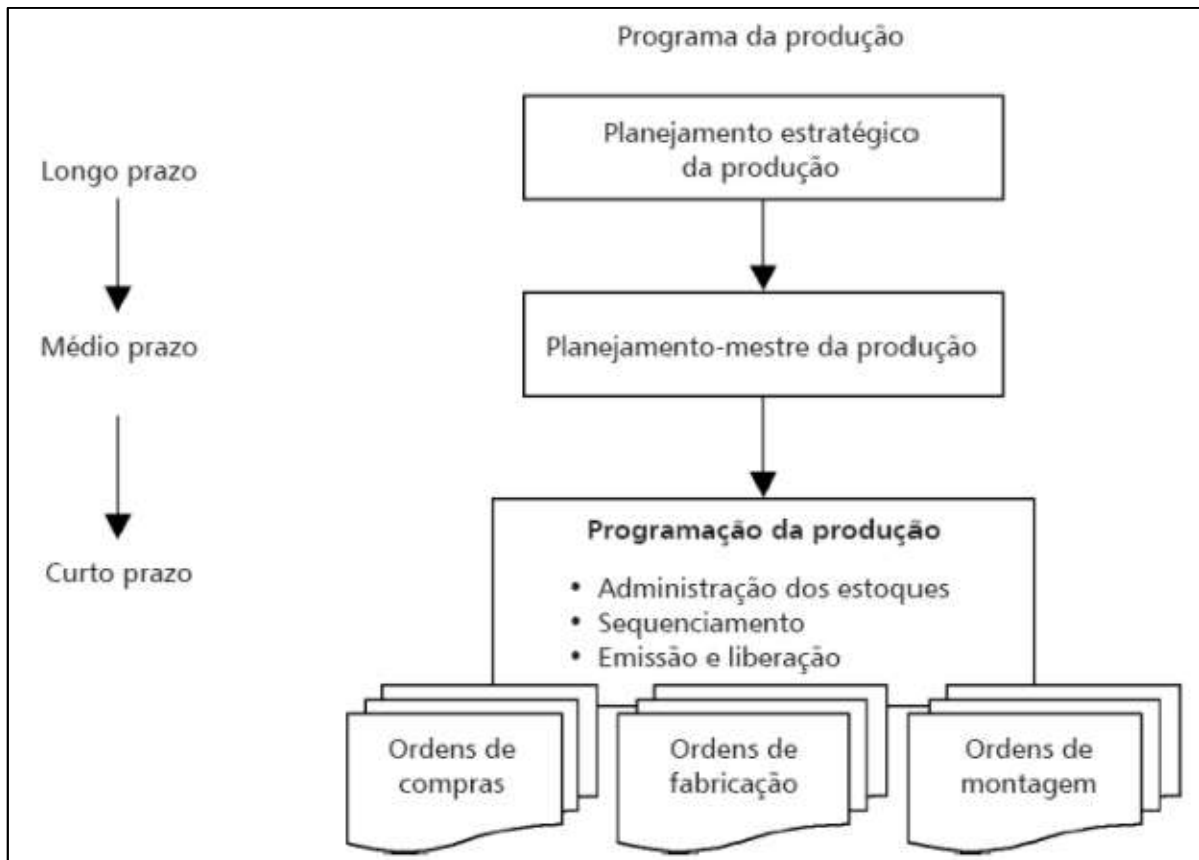 Programa da produção
Planejamento estratégico
da produção
Longo prazo
Médio prazo
Planejamento-mestre da produção
Programação da produção
Curto prazo
• Administração dos estoques
• Sequenciamento
• Emissão e liberação
Ordens de
compras
Ordens de
fabricação
Ordens de
montagem